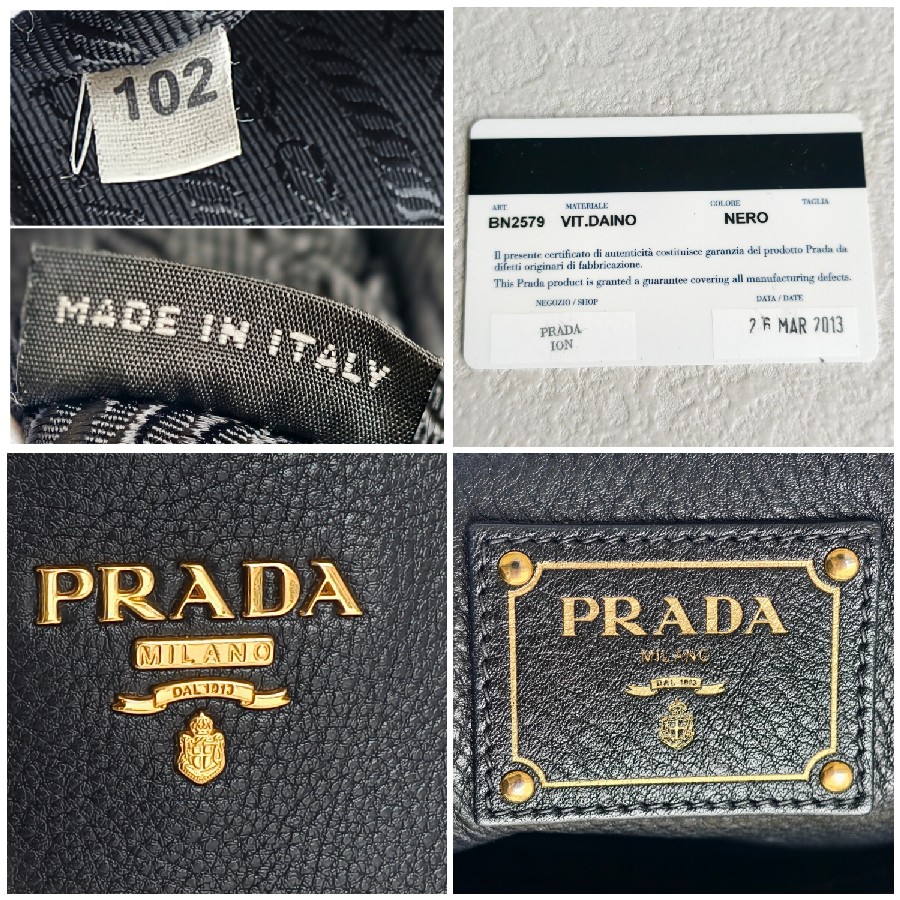 102
MADE IN ITALY
ART. MATERIALE COLORE TAGLIA
BN2579 VIT.DAINO NERO
Il presente certificato di autenticità costituisce garanzia del prodotto Prada da
difetti originari di fabbricazione.
This Prada product is granted a guarantee covering all manufacturing defects.
NEGOZIO / SHOP DATA / DATE
PRADA 26 MAR 2013
ION
PRADA
MILANO
DAL 1913
PRADA
MILANO
DAL 1913